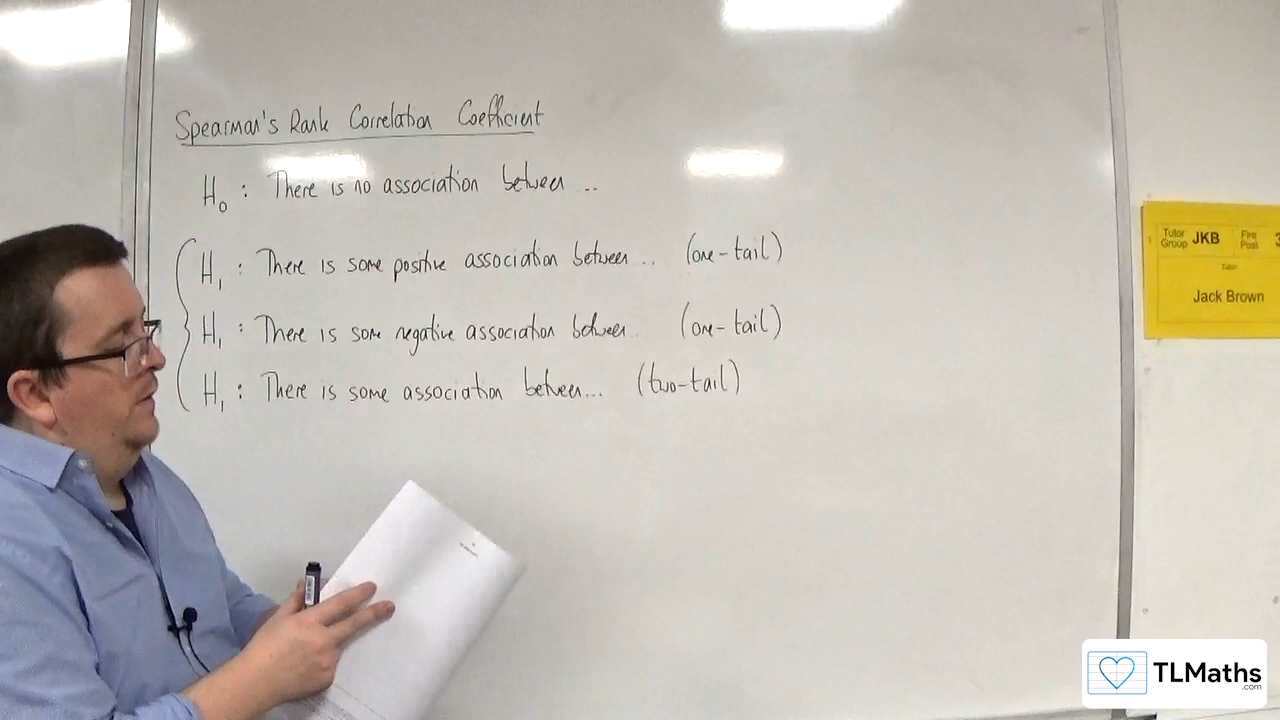 Spearman's Rank Correlation Coefficient
H₀ : There is no association between ..
H₁ : There is some positive association between .. (one-tail)
H₁ : There is some negative association between.. (one-tail)
H₁ : There is some association between... (two-tail)
Tutor Group JKB Fire Post 3
Tutor
Jack Brown
TLMaths
.com